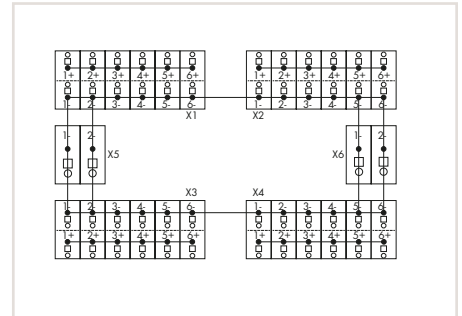 1+ 2+ 3+ 4+ 5+ 6+ 1+ 2+ 3+ 4+ 5+ 6+
1- 2- 3- 4- 5- 6- 1- 2- 3- 4- 5- 6-
X1 X2
1- 2- 1- 2-
X5 X6
X3 X4
1- 2- 3- 4- 5- 6- 1- 2- 3- 4- 5- 6-
1+ 2+ 3+ 4+ 5+ 6+ 1+ 2+ 3+ 4+ 5+ 6+